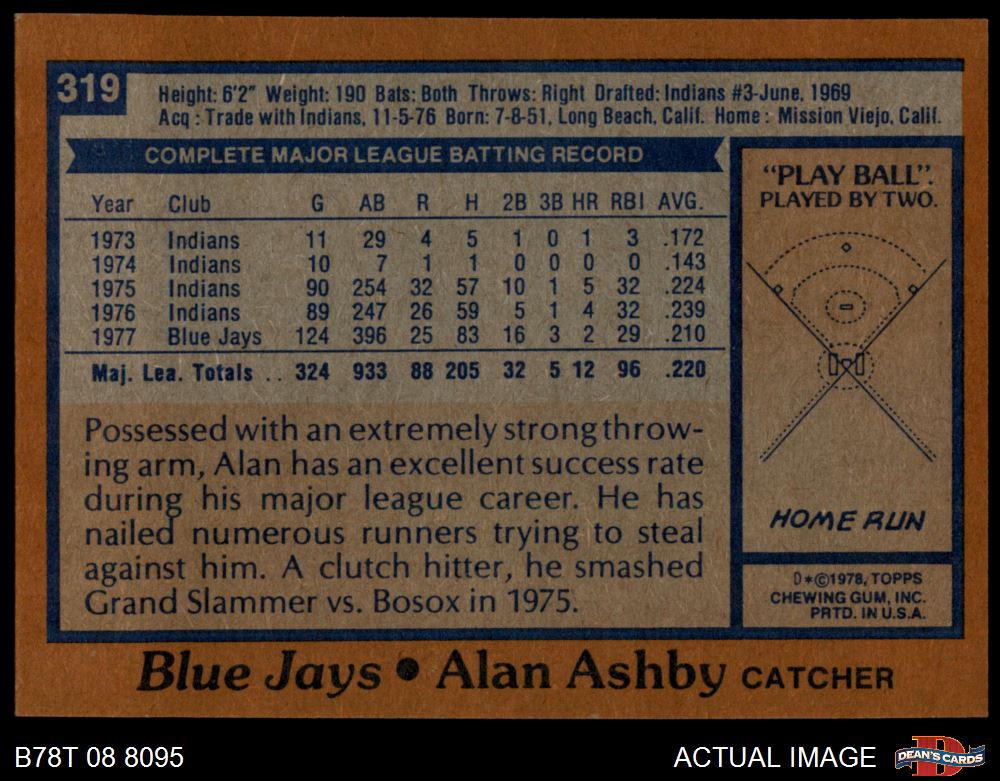 319
Height: 6'2" Weight: 190 Bats: Both Throws: Right Drafted: Indians #3-June, 1969
Acq : Trade with Indians, 11-5-76 Born: 7-8-51, Long Beach, Calif. Home : Mission Viejo, Calif.
COMPLETE MAJOR LEAGUE BATTING RECORD
Year Club G AB R H 2B 3B HR RBI AVG.
1973 Indians 11 29 4 5 1 0 1 3 .172
1974 Indians 10 7 1 1 0 0 0 0 .143
1975 Indians 90 254 32 57 10 1 5 32 .224
1976 Indians 89 247 26 59 5 1 4 32 .239
1977 Blue Jays 124 396 25 83 16 3 2 29 .210
Maj. Lea. Totals . . 324 933 88 205 32 5 12 96 .220
Possessed with an extremely strong throw-
ing arm, Alan has an excellent success rate
during his major league career. He has
nailed numerous runners trying to steal
against him. A clutch hitter, he smashed
Grand Slammer vs. Bosox in 1975.
"PLAY BALL".
PLAYED BY TWO.
HOME RUN
D*©1978, TOPPS
CHEWING GUM, INC.
PRTD. IN U.S.A.
Blue Jays • Alan Ashby CATCHER
B78T 08 8095
ACTUAL IMAGE
D
DEAN'S CARDS